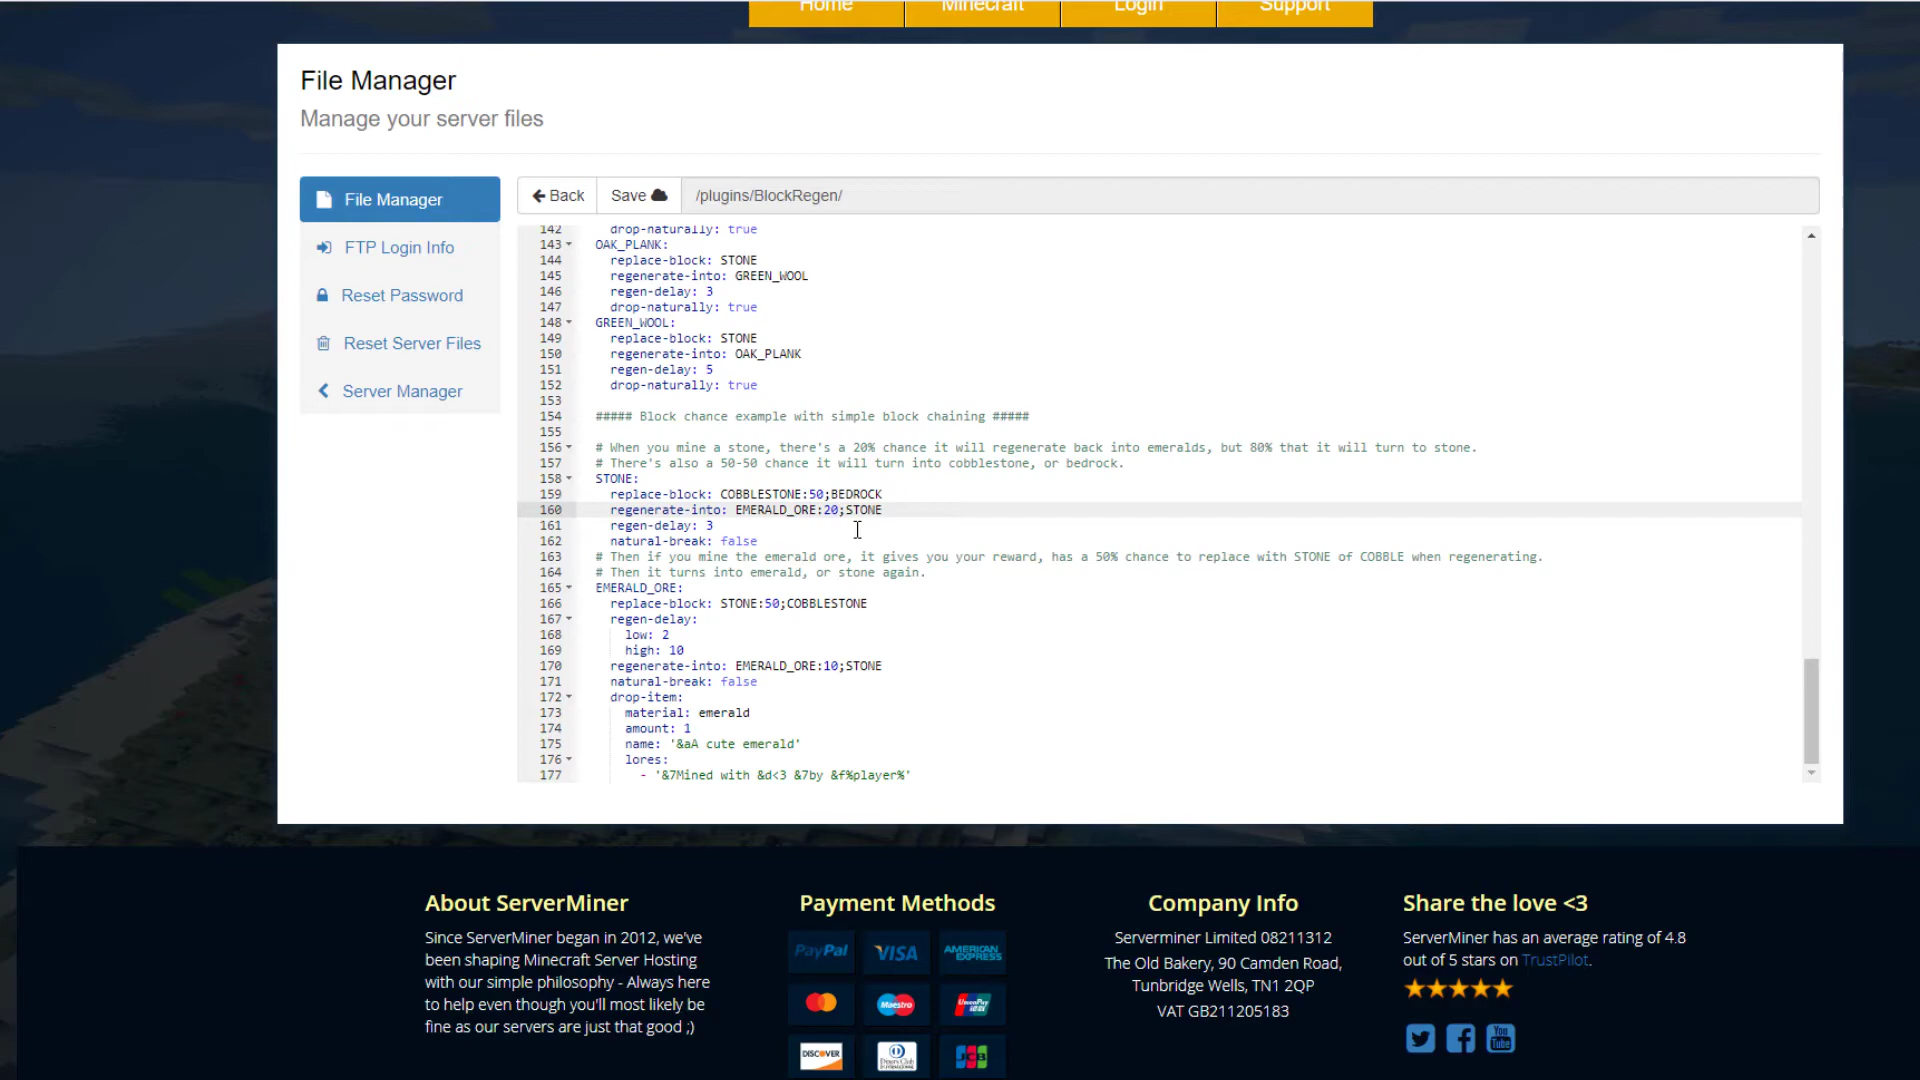 Home
Minecraft
Login
Support
File Manager
Manage your server files
File Manager
FTP Login Info
Reset Password
Reset Server Files
Server Manager
Back
Save
/plugins/BlockRegen/
142 drop-naturally: true
143 OAK_PLANK:
144 replace-block: STONE
145 regenerate-into: GREEN_WOOL
146 regen-delay: 3
147 drop-naturally: true
148 GREEN_WOOL:
149 replace-block: STONE
150 regenerate-into: OAK_PLANK
151 regen-delay: 5
152 drop-naturally: true
153
154 ##### Block chance example with simple block chaining #####
155
156 # When you mine a stone, there's a 20% chance it will regenerate back into emeralds, but 80% that it will turn to stone.
157 # There's also a 50-50 chance it will turn into cobblestone, or bedrock.
158 STONE:
159 replace-block: COBBLESTONE:50;BEDROCK
160 regenerate-into: EMERALD_ORE:20;STONE
161 regen-delay: 3
162 natural-break: false
163 # Then if you mine the emerald ore, it gives you your reward, has a 50% chance to replace with STONE of COBBLE when regenerating.
164 # Then it turns into emerald, or stone again.
165 EMERALD_ORE:
166 replace-block: STONE:50;COBBLESTONE
167 regen-delay:
168 low: 2
169 high: 10
170 regenerate-into: EMERALD_ORE:10;STONE
171 natural-break: false
172 drop-item:
173 material: emerald
174 amount: 1
175 name: '&aA cute emerald'
176 lores:
177 - '&7Mined with &d<3 &7by &f%player%'
About ServerMiner
Since ServerMiner began in 2012, we've
been shaping Minecraft Server Hosting
with our simple philosophy - Always here
to help even though you'll most likely be
fine as our servers are just that good ;)
Payment Methods
PayPal
VISA
AMERICAN EXPRESS
Maestro
UnionPay
DISCOVER
Diners Club
JCB
Company Info
Serverminer Limited 08211312
The Old Bakery, 90 Camden Road,
Tunbridge Wells, TN1 2QP
VAT GB211205183
Share the love <3
ServerMiner has an average rating of 4.8
out of 5 stars on TrustPilot.
You Tube